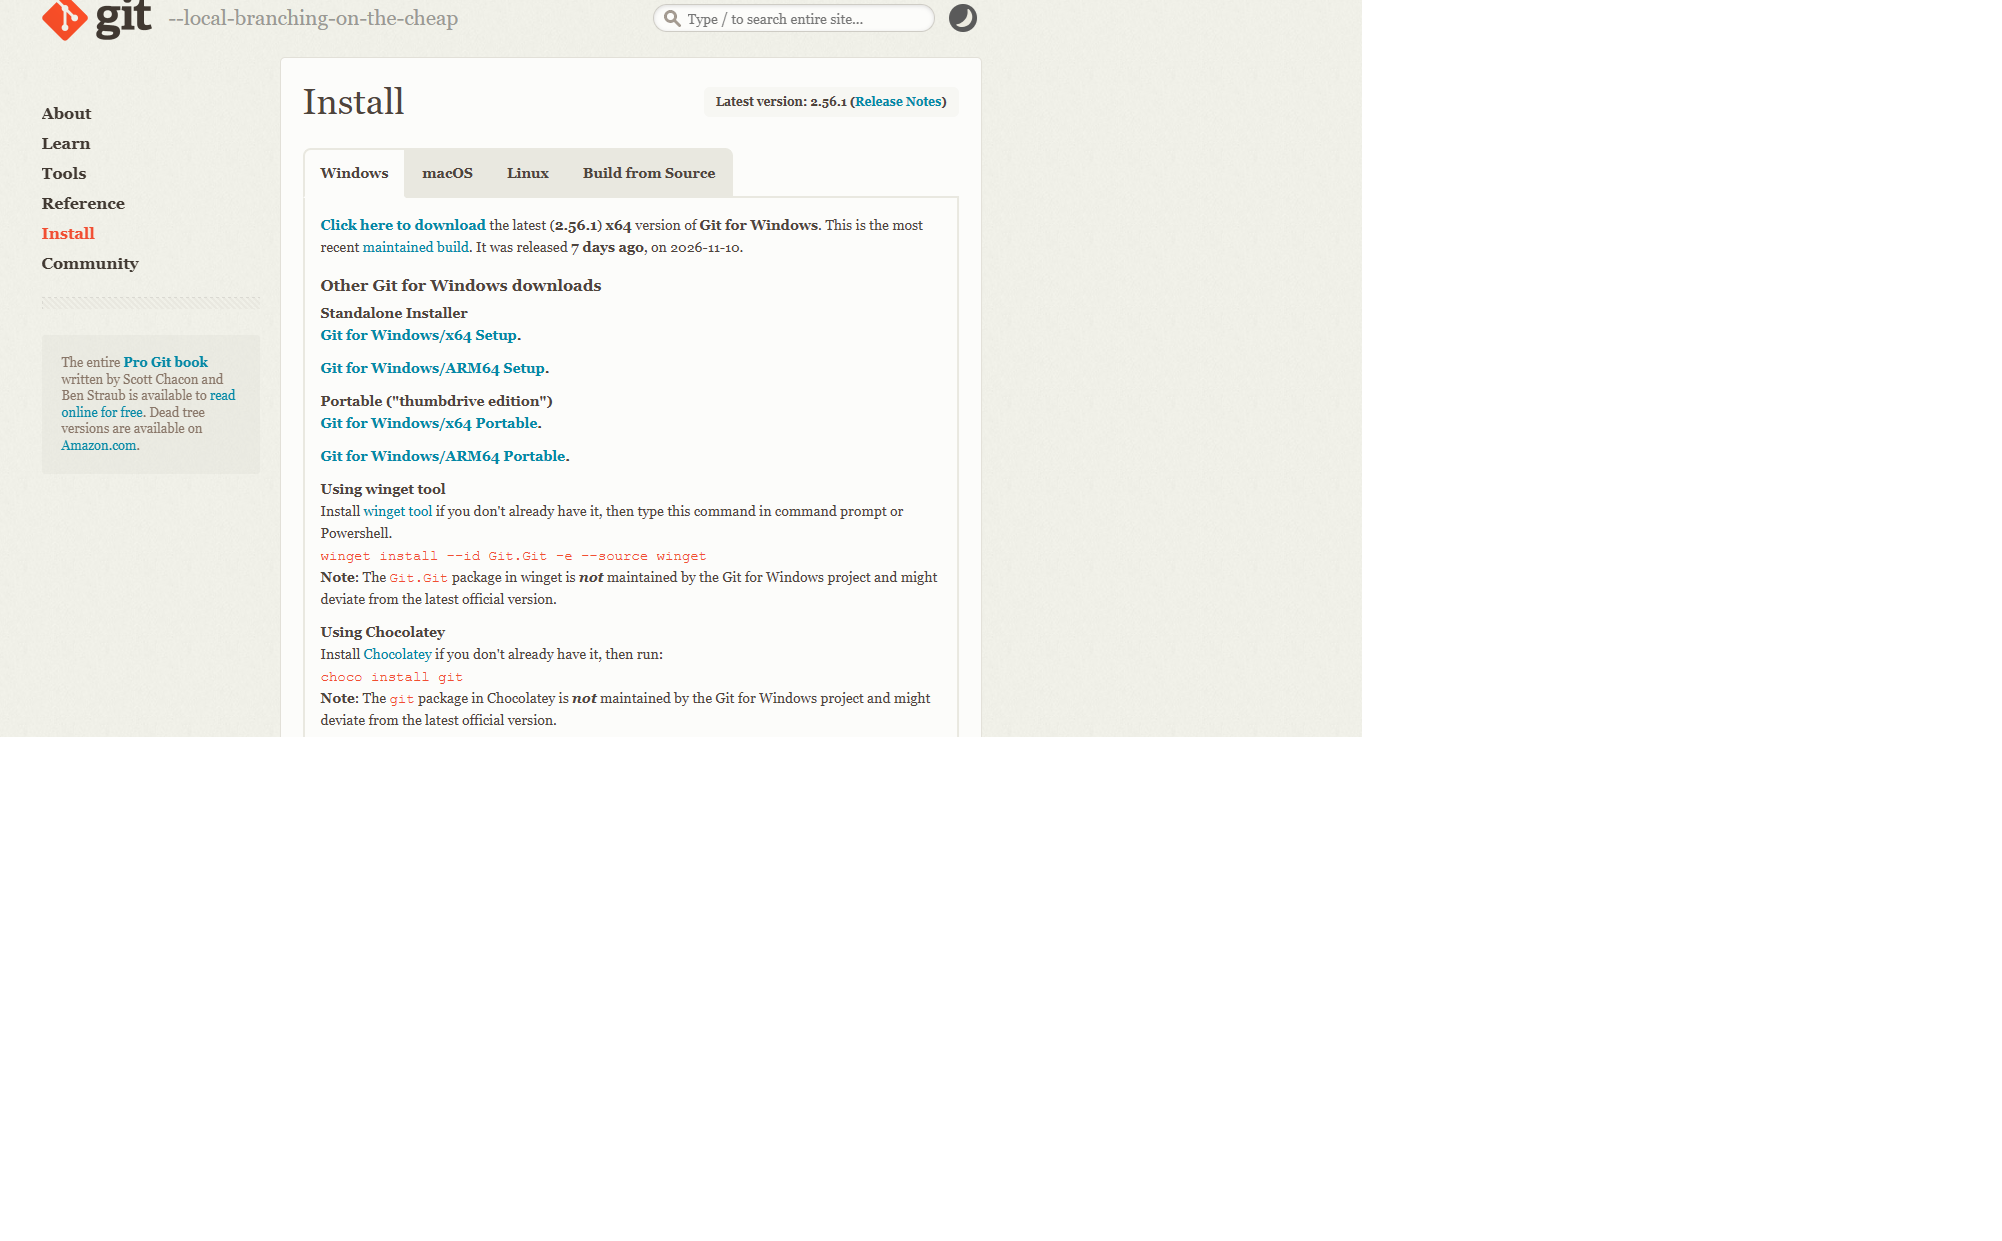 git --local-branching-on-the-cheap
Type / to search entire site...
About
Learn
Tools
Reference
Install
Community
The entire Pro Git book
written by Scott Chacon and
Ben Straub is available to read
online for free. Dead tree
versions are available on
Amazon.com.
Install
Latest version: 2.56.1 (Release Notes)
Windows macOS Linux Build from Source
Click here to download the latest (2.56.1) x64 version of Git for Windows. This is the most
recent maintained build. It was released 7 days ago, on 2026-11-10.
Other Git for Windows downloads
Standalone Installer
Git for Windows/x64 Setup.
Git for Windows/ARM64 Setup.
Portable ("thumbdrive edition")
Git for Windows/x64 Portable.
Git for Windows/ARM64 Portable.
Using winget tool
Install winget tool if you don't already have it, then type this command in command prompt or
Powershell.
winget install --id Git.Git -e --source winget
Note: The Git.Git package in winget is not maintained by the Git for Windows project and might
deviate from the latest official version.
Using Chocolatey
Install Chocolatey if you don't already have it, then run:
choco install git
Note: The git package in Chocolatey is not maintained by the Git for Windows project and might
deviate from the latest official version.